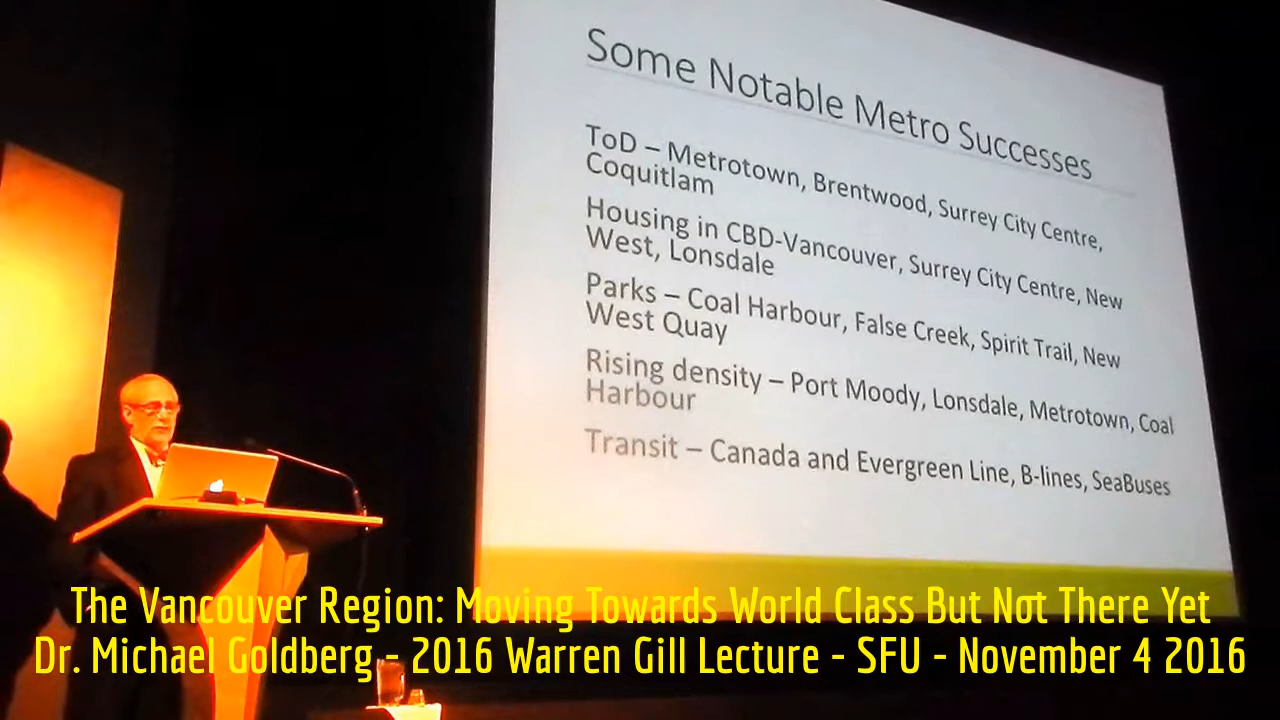 Some Notable Metro Successes
ToD – Metrotown, Brentwood, Surrey City Centre,
Coquitlam
Housing in CBD-Vancouver, Surrey City Centre, New
West, Lonsdale
Parks – Coal Harbour, False Creek, Spirit Trail, New
West Quay
Rising density – Port Moody, Lonsdale, Metrotown, Coal
Harbour
Transit – Canada and Evergreen Line, B-lines, SeaBuses
The Vancouver Region: Moving Towards World Class But Not There Yet
Dr. Michael Goldberg - 2016 Warren Gill Lecture - SFU - November 4 2016